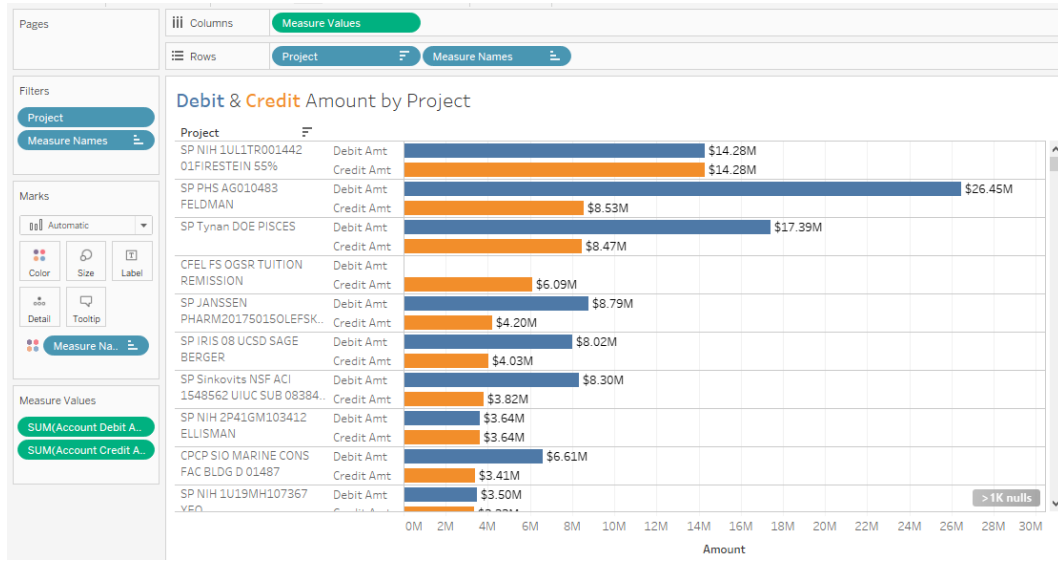 Pages
Columns
Measure Values
Rows
Project
Measure Names
Filters
Project
Measure Names
Marks
Automatic
Color
Size
Label
Detail
Tooltip
Measure Na..
Measure Values
SUM(Account Debit A..
SUM(Account Credit A..
Debit & Credit Amount by Project
Project
SP NIH 1UL1TR001442
01FIRESTEIN 55%
Debit Amt
$14.28M
Credit Amt
$14.28M
SP PHS AG010483
FELDMAN
Debit Amt
$26.45M
Credit Amt
$8.53M
SP Tynan DOE PISCES
Debit Amt
$17.39M
Credit Amt
$8.47M
CFEL FS OGSR TUITION
REMISSION
Debit Amt
Credit Amt
$6.09M
SP JANSSEN
PHARM20175015OLEFSK..
Debit Amt
$8.79M
Credit Amt
$4.20M
SP IRIS 08 UCSD SAGE
BERGER
Debit Amt
$8.02M
Credit Amt
$4.03M
SP Sinkovits NSF ACI
1548562 UIUC SUB 08384..
Debit Amt
$8.30M
Credit Amt
$3.82M
SP NIH 2P41GM103412
ELLISMAN
Debit Amt
$3.64M
Credit Amt
$3.64M
CPCP SIO MARINE CONS
FAC BLDG D 01487
Debit Amt
$6.61M
Credit Amt
$3.41M
SP NIH 1U19MH107367
Debit Amt
$3.50M
>1K nulls
0M 2M 4M 6M 8M 10M 12M 14M 16M 18M 20M 22M 24M 26M 28M 30M
Amount